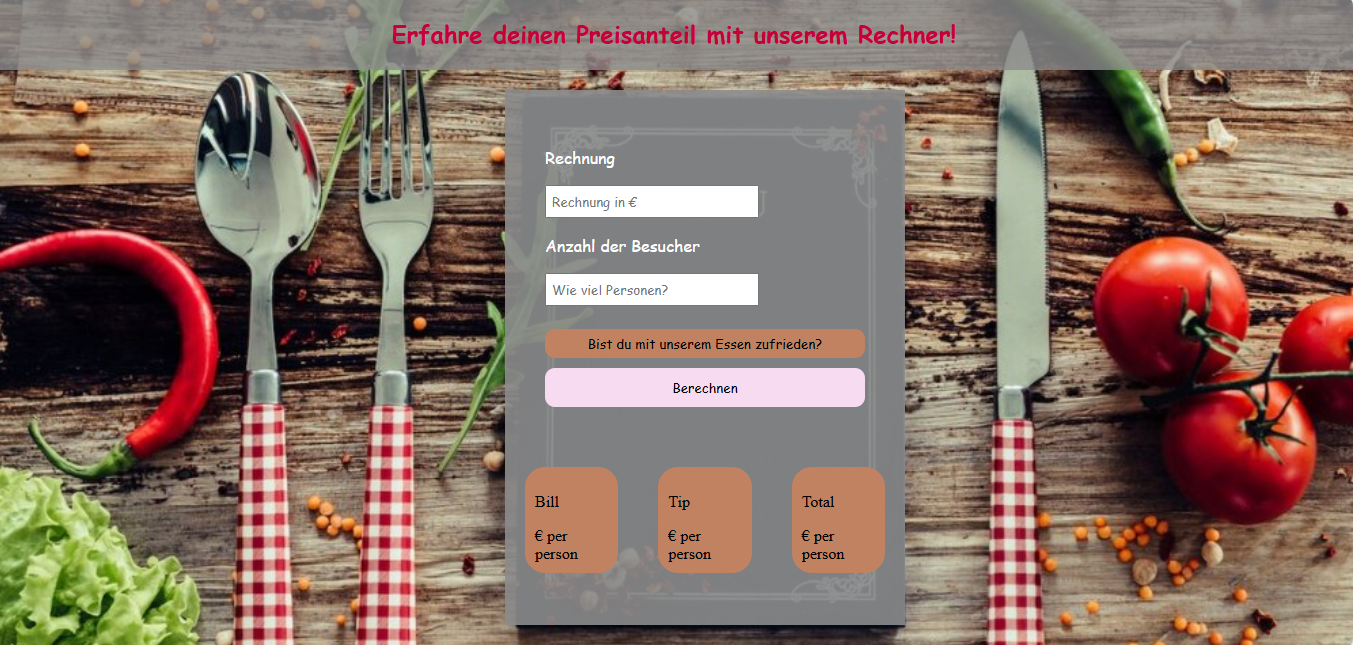 Erfahre deinen Preisanteil mit unserem Rechner!
Rechnung
Rechnung in €
Anzahl der Besucher
Wie viel Personen?
Bist du mit unserem Essen zufrieden?
Berechnen
Bill
€ per
person
Tip
€ per
person
Total
€ per
person